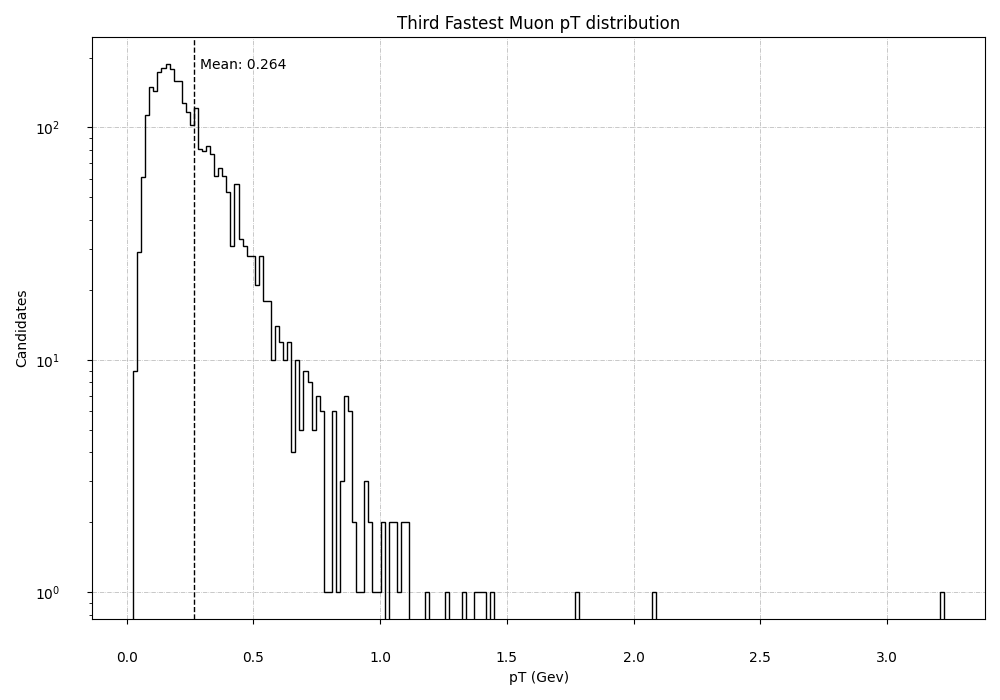 Third Fastest Muon pT distribution
Mean: 0.264
Candidates
10²
10¹
10⁰
0.0 0.5 1.0 1.5 2.0 2.5 3.0
pT (Gev)